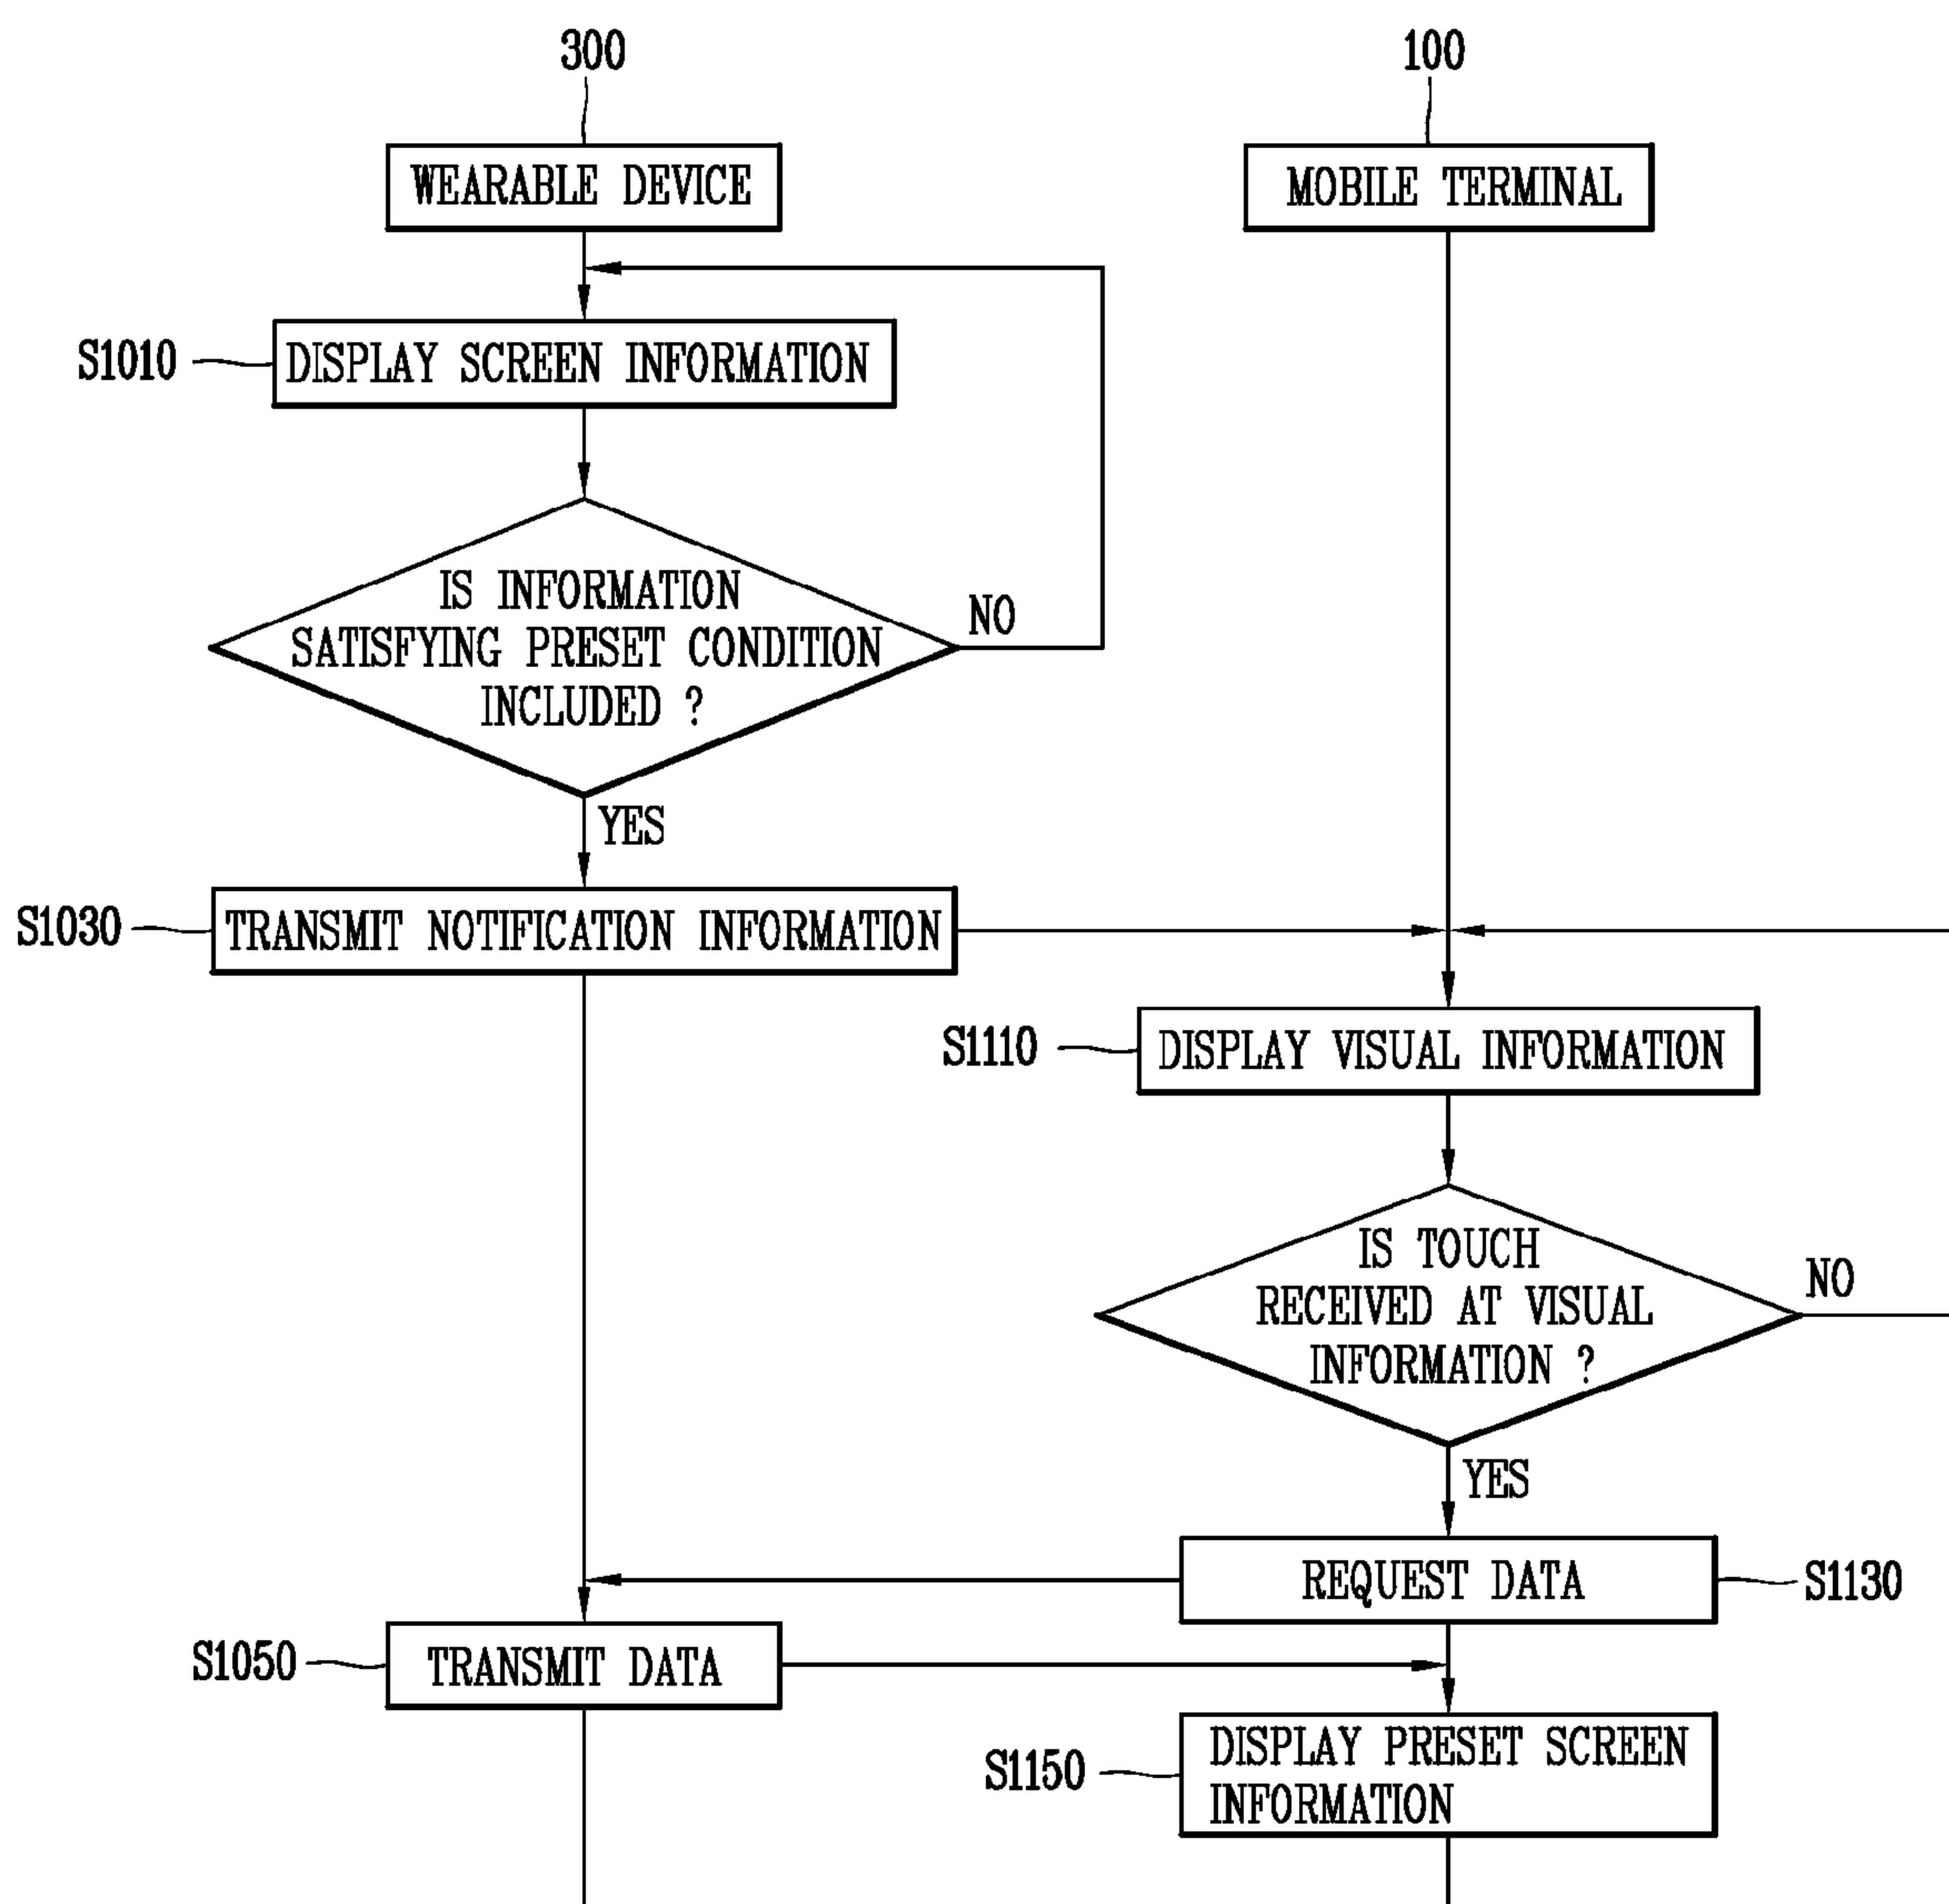 300
100
WEARABLE DEVICE
MOBILE TERMINAL
S1010
DISPLAY SCREEN INFORMATION
IS INFORMATION
SATISFYING PRESET CONDITION
INCLUDED ?
NO
YES
S1030
TRANSMIT NOTIFICATION INFORMATION
S1110
DISPLAY VISUAL INFORMATION
IS TOUCH
RECEIVED AT VISUAL
INFORMATION ?
NO
YES
REQUEST DATA
S1130
S1050
TRANSMIT DATA
S1150
DISPLAY PRESET SCREEN
INFORMATION